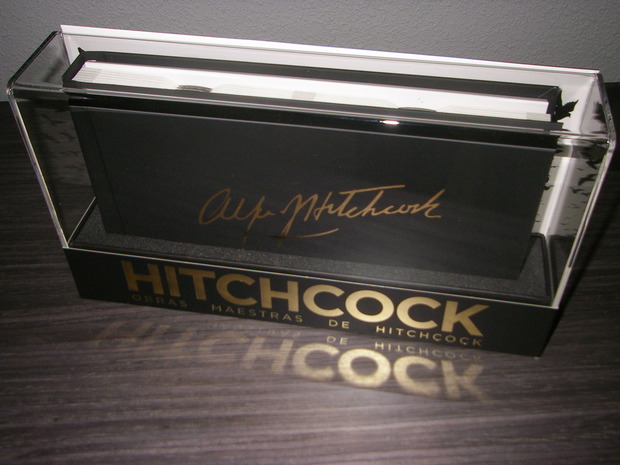 Alfred Hitchcock
HITCHCOCK
OBRAS MAESTRAS DE HITCHCOCK